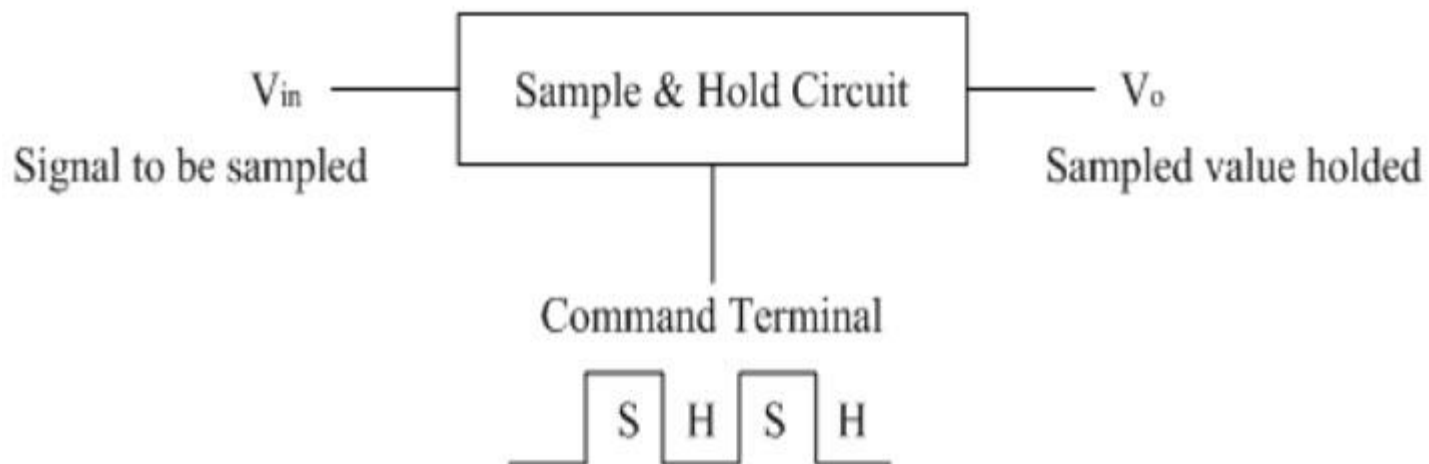 Vin
Sample & Hold Circuit
Vo
Signal to be sampled
Sampled value holded
Command Terminal
S H S H